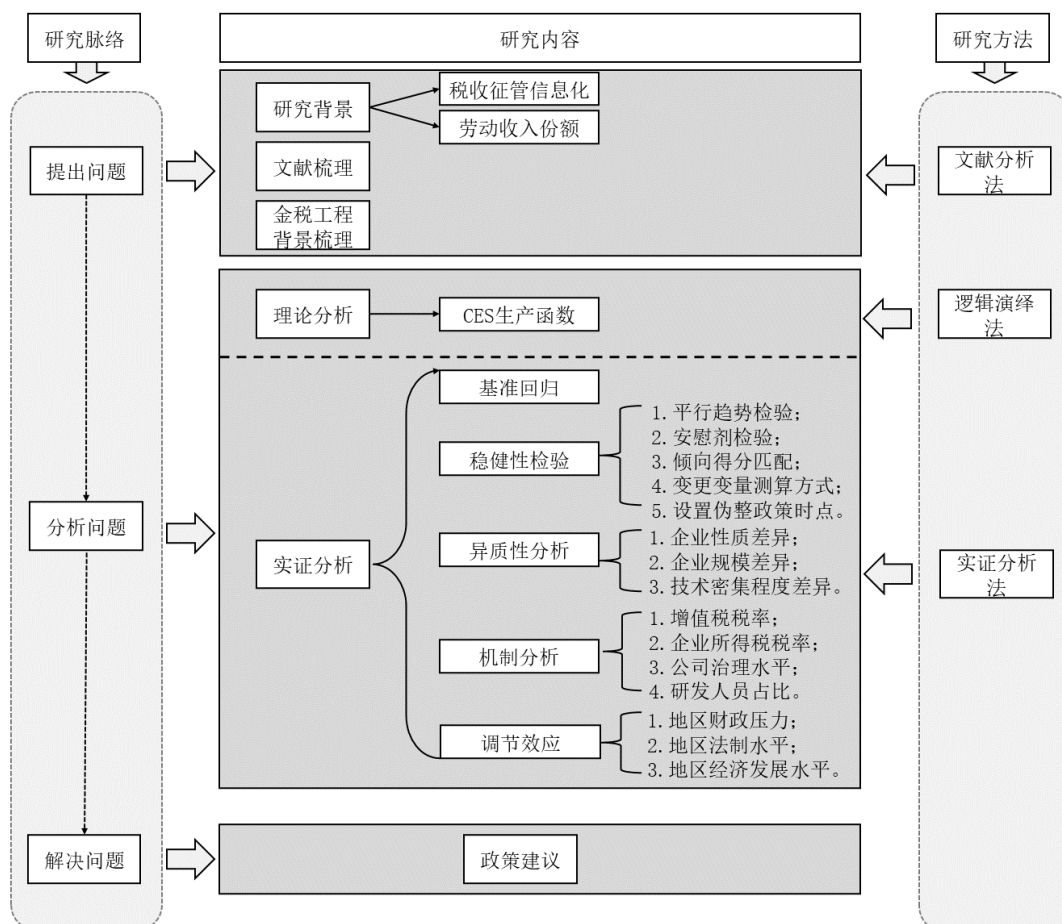 研究脉络
研究内容
研究方法
提出问题
研究背景
税收征管信息化
劳动收入份额
文献梳理
金税工程
背景梳理
文献分析
法
理论分析
CES生产函数
逻辑演绎
法
分析问题
实证分析
基准回归
稳健性检验
1.平行趋势检验;
2.安慰剂检验;
3.倾向得分匹配;
4.变更变量测算方式;
5.设置伪整政策时点。
异质性分析
1.企业性质差异;
2.企业规模差异;
3.技术密集程度差异。
机制分析
1.增值税税率;
2.企业所得税税率;
3.公司治理水平;
4.研发人员占比。
调节效应
1.地区财政压力;
2.地区法制水平;
3.地区经济发展水平。
实证分析
法
解决问题
政策建议